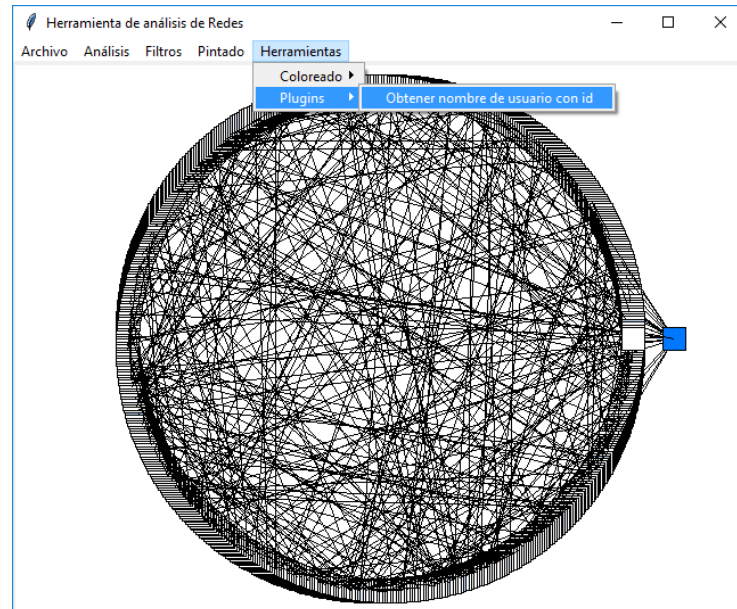 Herramienta de análisis de Redes
Archivo Análisis Filtros Pintado Herramientas
Coloreado
Plugins Obtener nombre de usuario con id